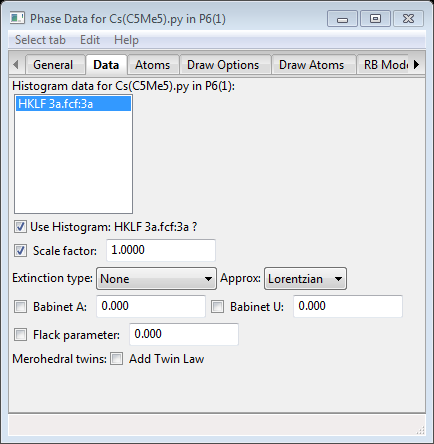 Phase Data for Cs(C5Me5).py in P6(1)
Select tab Edit Help
General Data Atoms Draw Options Draw Atoms RB Mode
Histogram data for Cs(C5Me5).py in P6(1):
HKLF 3a.fcf:3a
Use Histogram: HKLF 3a.fcf:3a ?
Scale factor: 1.0000
Extinction type: None Approx: Lorentzian
Babinet A: 0.000 Babinet U: 0.000
Flack parameter: 0.000
Merohedral twins: Add Twin Law